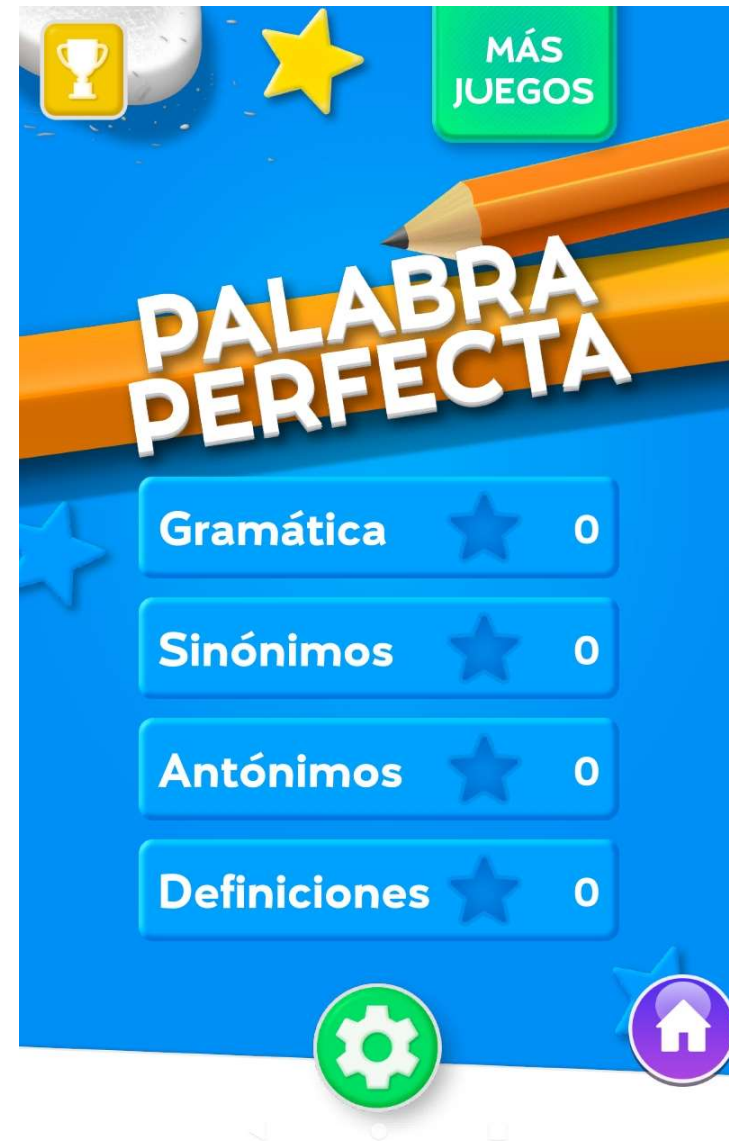 MÁS
JUEGOS
PALABRA
PERFECTA
Gramática 0
Sinónimos 0
Antónimos 0
Definiciones 0